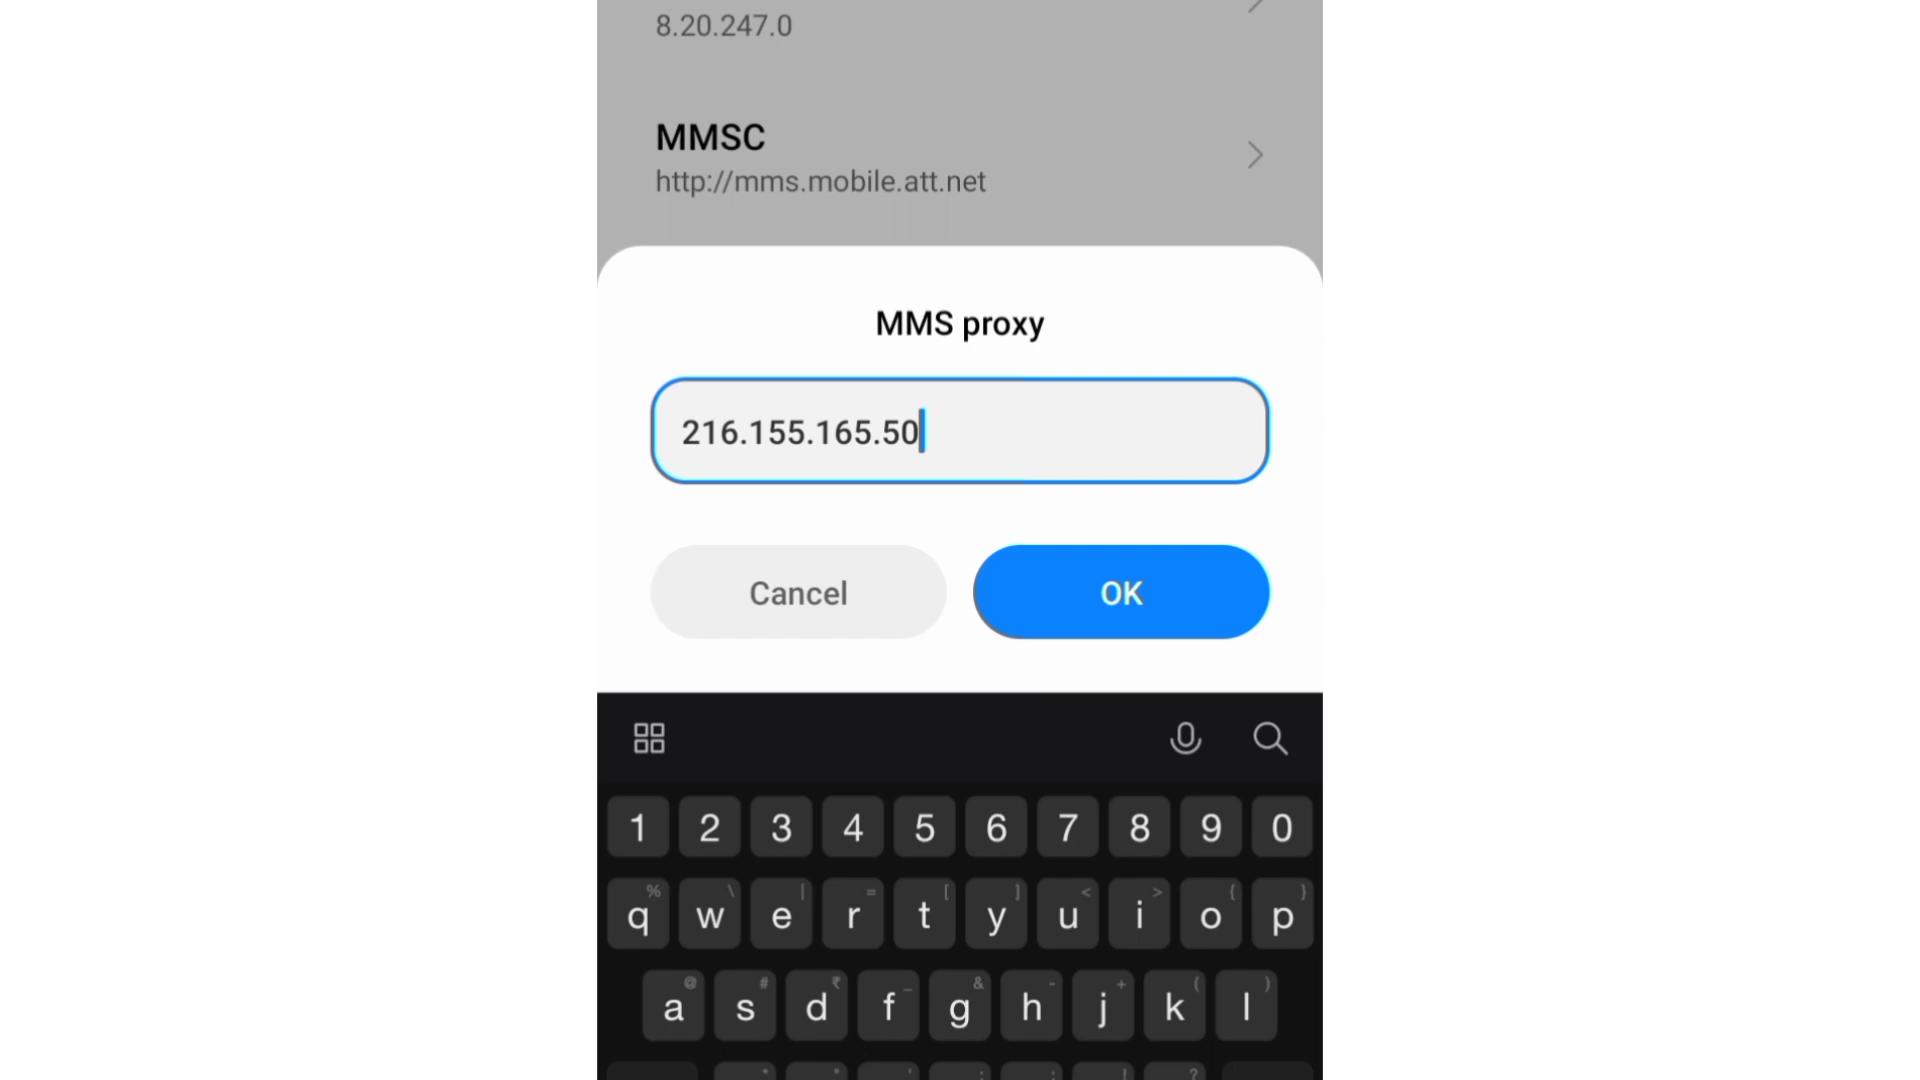 8.20.247.0
MMSC
http://mms.mobile.att.net
MMS proxy
216.155.165.50
Cancel
OK
1 2 3 4 5 6 7 8 9 0
% \ | = [ ] < > { }
q w e r t y u i o p
@ # ₹ _ & - + ( )
a s d f g h j k l